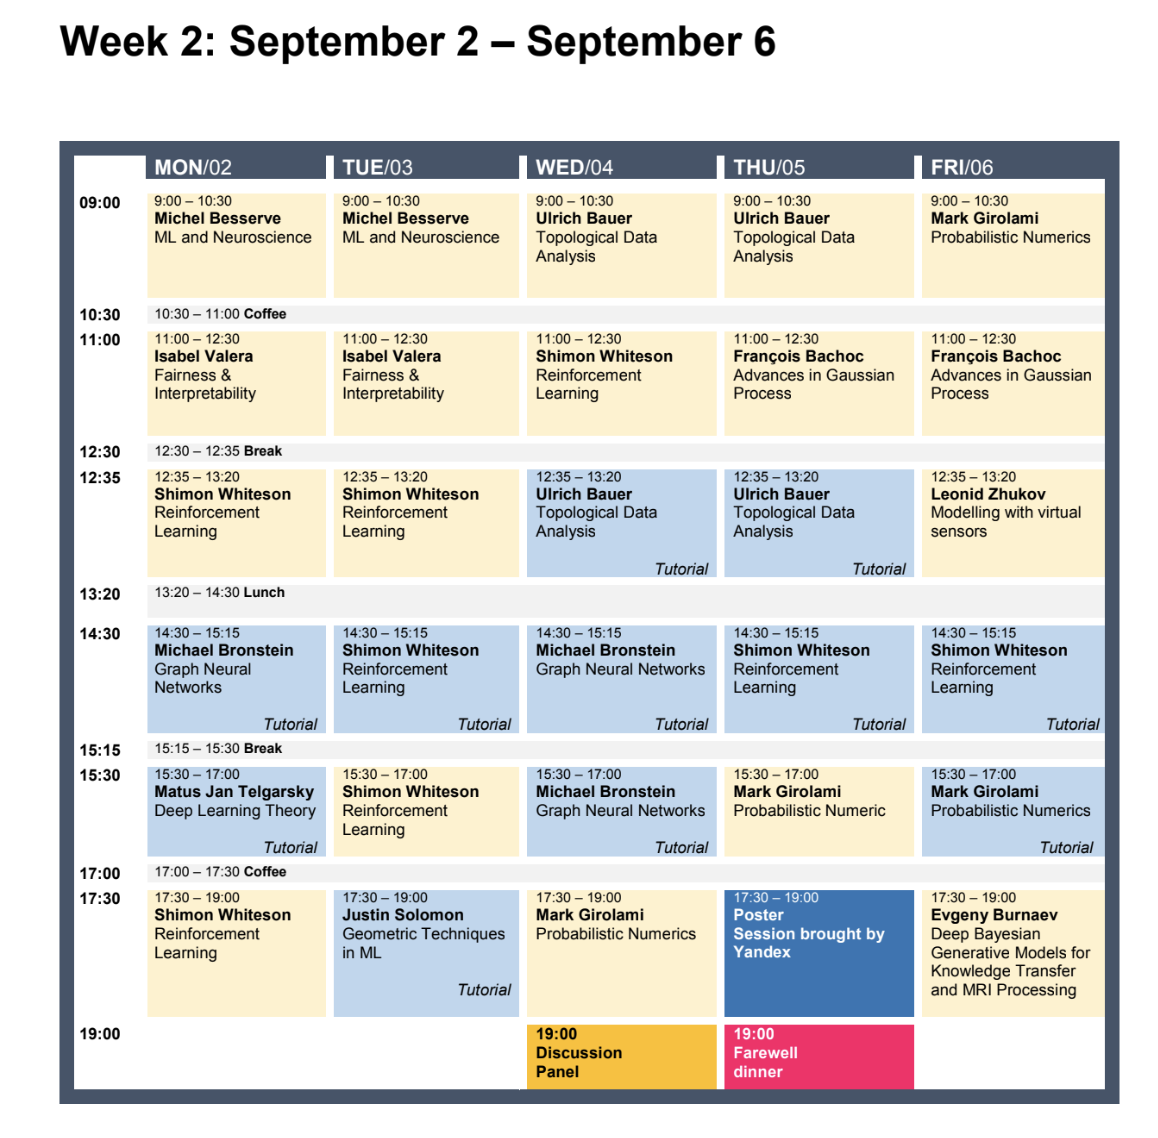 Week 2: September 2 – September 6
MON/02
TUE/03
WED/04
THU/05
FRI/06
09:00
9:00 – 10:30
Michel Besserve
ML and Neuroscience
9:00 – 10:30
Michel Besserve
ML and Neuroscience
9:00 – 10:30
Ulrich Bauer
Topological Data
Analysis
9:00 – 10:30
Ulrich Bauer
Topological Data
Analysis
9:00 – 10:30
Mark Girolami
Probabilistic Numerics
10:30
10:30 – 11:00 Coffee
11:00
11:00 – 12:30
Isabel Valera
Fairness &
Interpretability
11:00 – 12:30
Isabel Valera
Fairness &
Interpretability
11:00 – 12:30
Shimon Whiteson
Reinforcement
Learning
11:00 – 12:30
François Bachoc
Advances in Gaussian
Process
11:00 – 12:30
François Bachoc
Advances in Gaussian
Process
12:30
12:30 – 12:35 Break
12:35
12:35 – 13:20
Shimon Whiteson
Reinforcement
Learning
12:35 – 13:20
Shimon Whiteson
Reinforcement
Learning
12:35 – 13:20
Ulrich Bauer
Topological Data
Analysis
Tutorial
12:35 – 13:20
Ulrich Bauer
Topological Data
Analysis
Tutorial
12:35 – 13:20
Leonid Zhukov
Modelling with virtual
sensors
13:20
13:20 – 14:30 Lunch
14:30
14:30 – 15:15
Michael Bronstein
Graph Neural
Networks
Tutorial
14:30 – 15:15
Shimon Whiteson
Reinforcement
Learning
Tutorial
14:30 – 15:15
Michael Bronstein
Graph Neural Networks
Tutorial
14:30 – 15:15
Shimon Whiteson
Reinforcement
Learning
Tutorial
14:30 – 15:15
Shimon Whiteson
Reinforcement
Learning
Tutorial
15:15
15:15 – 15:30 Break
15:30
15:30 – 17:00
Matus Jan Telgarsky
Deep Learning Theory
Tutorial
15:30 – 17:00
Shimon Whiteson
Reinforcement
Learning
15:30 – 17:00
Michael Bronstein
Graph Neural Networks
Tutorial
15:30 – 17:00
Mark Girolami
Probabilistic Numeric
15:30 – 17:00
Mark Girolami
Probabilistic Numerics
Tutorial
17:00
17:00 – 17:30 Coffee
17:30
17:30 – 19:00
Shimon Whiteson
Reinforcement
Learning
17:30 – 19:00
Justin Solomon
Geometric Techniques
in ML
Tutorial
17:30 – 19:00
Mark Girolami
Probabilistic Numerics
17:30 – 19:00
Poster
Session brought by
Yandex
17:30 – 19:00
Evgeny Burnaev
Deep Bayesian
Generative Models for
Knowledge Transfer
and MRI Processing
19:00
19:00
Discussion
Panel
19:00
Farewell
dinner